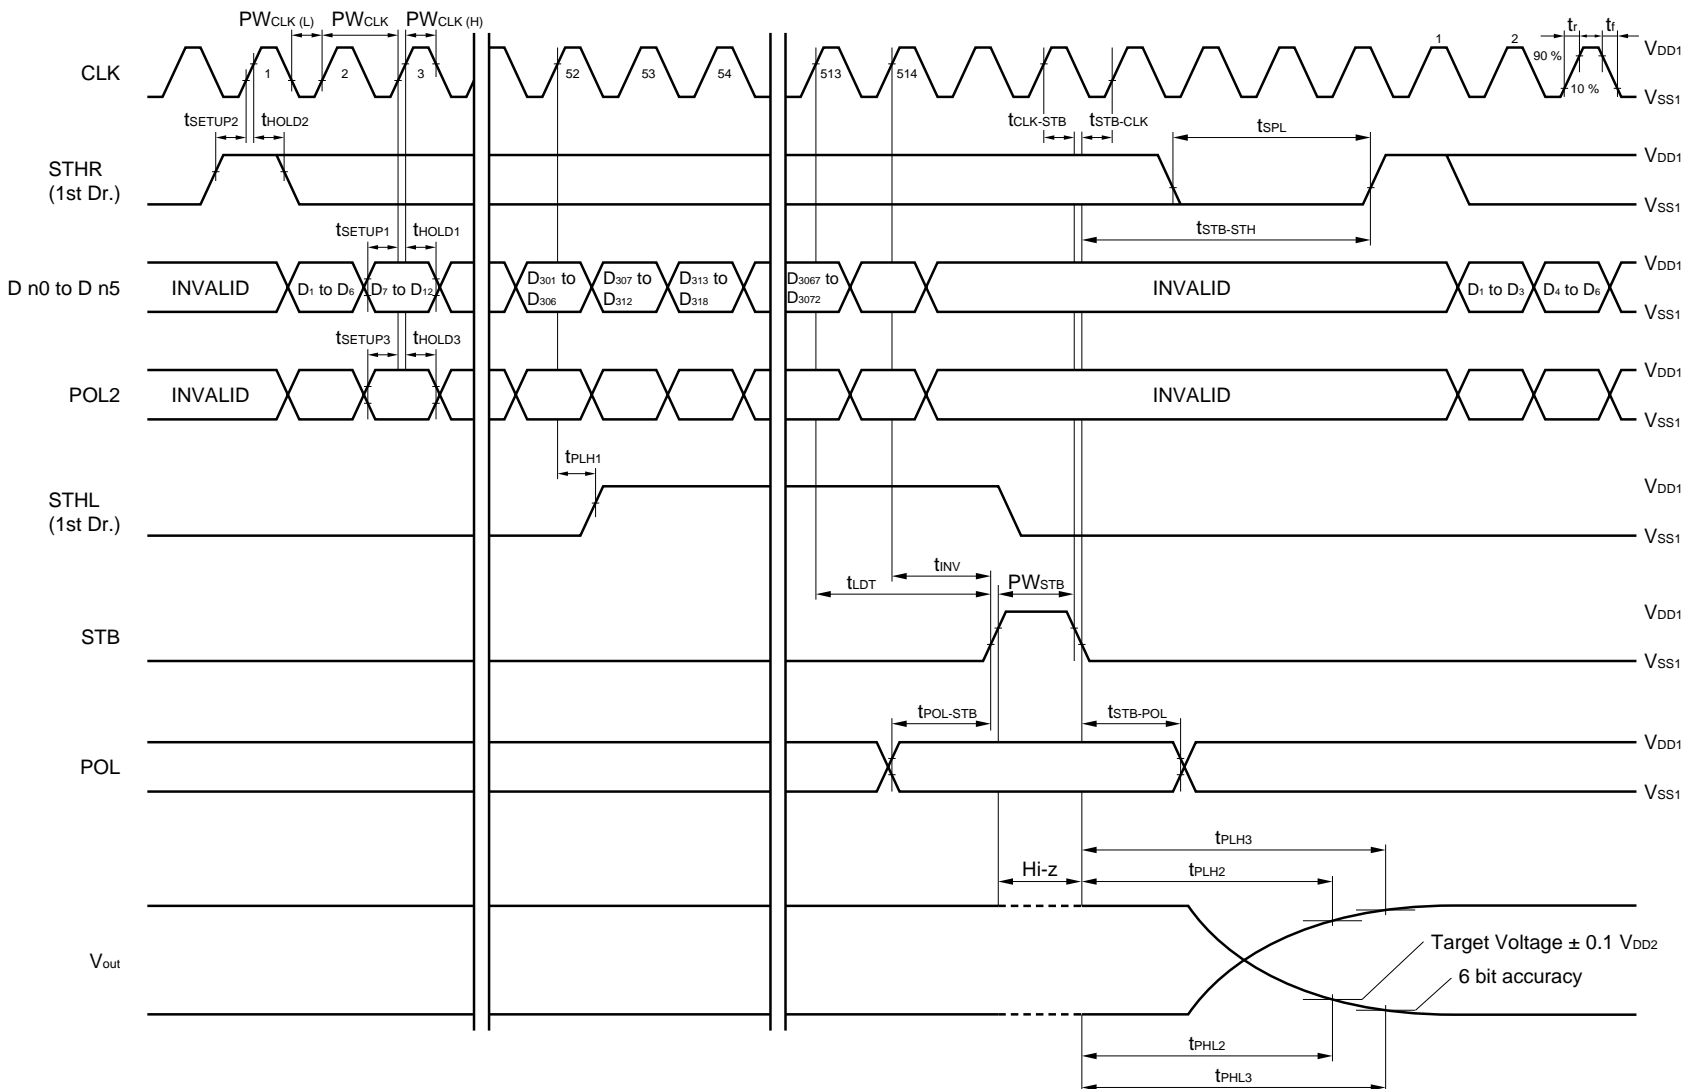 PWCLK (L) PWCLK PWCLK (H) tr tf
CLK 1 2 3 52 53 54 513 514 1 2 90 % 10 % VDD1
VSS1
tSETUP2 tHOLD2 tCLK-STB tSTB-CLK tSPL
STHR
(1st Dr.)
VDD1
VSS1
tSETUP1 tHOLD1 tSTB-STH
D n0 to D n5 INVALID D1 to D6 D7 to D12 D301 to
D306
D307 to
D312
D313 to
D318
D3067 to
D3072
INVALID D1 to D3 D4 to D6 VDD1
VSS1
tSETUP3 tHOLD3
POL2 INVALID INVALID VDD1
VSS1
tPLH1
STHL
(1st Dr.)
VDD1
VSS1
tINV
tLDT PWSTB
STB VDD1
VSS1
tPOL-STB tSTB-POL
POL VDD1
VSS1
tPLH3
Hi-z tPLH2
Vout
Target Voltage ± 0.1 VDD2
6 bit accuracy
tPHL2
tPHL3